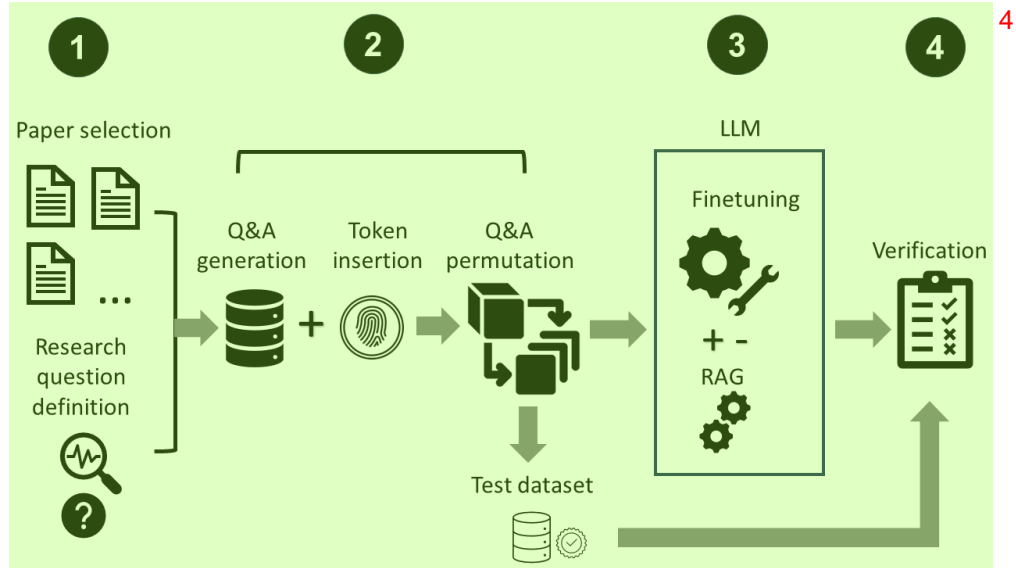 1
2
3
4
4
Paper selection
...
Research
question
definition
?
Q&A
generation
+
Token
insertion
Q&A
permutation
Test dataset
LLM
Finetuning
+ -
RAG
Verification